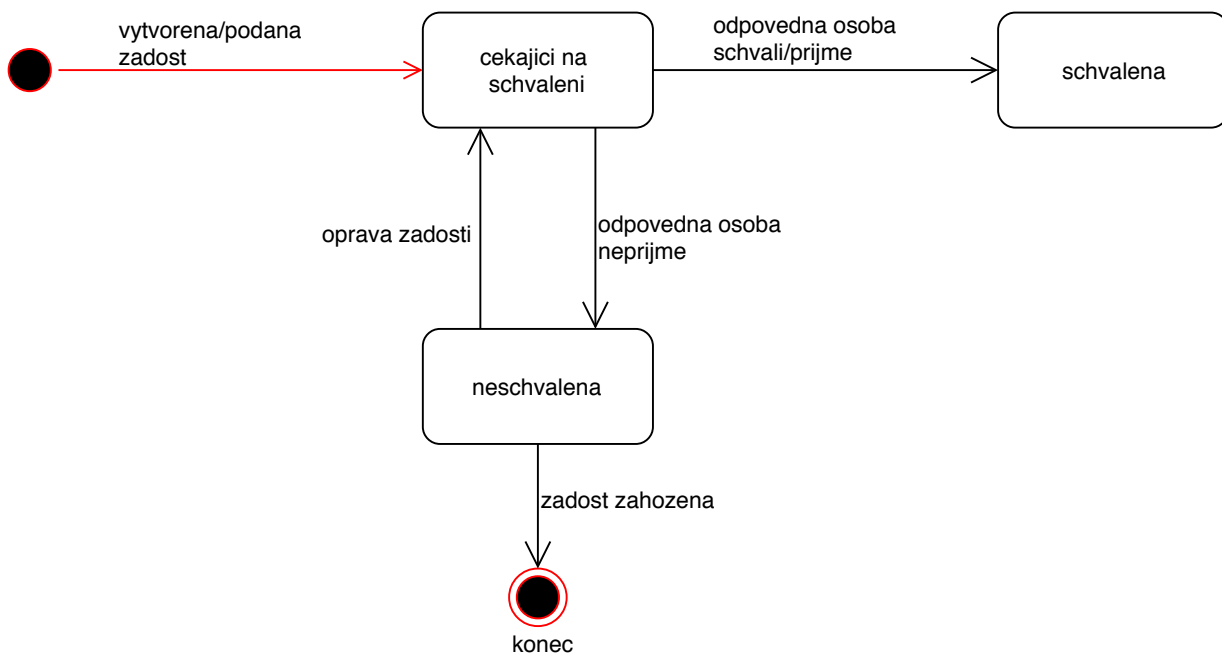 vytvorena/podana
zadost
cekajici na
schvaleni
odpovedna osoba
schvali/prijme
schvalena
oprava zadosti
odpovedna osoba
neprijme
neschvalena
zadost zahozena
konec